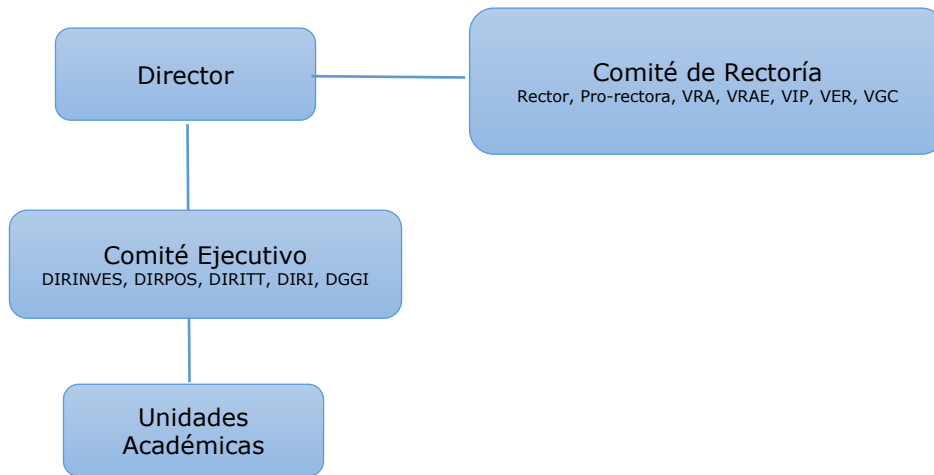 Director
Comité de Rectoría
Rector, Pro-rectora, VRA, VRAE, VIP, VER, VGC
Comité Ejecutivo
DIRINVES, DIRPOS, DIRITT, DIRI, DGGI
Unidades
Académicas